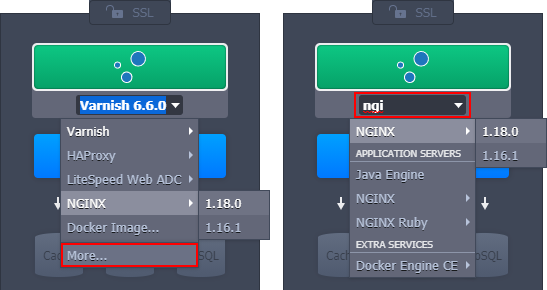 SSL
Varnish 6.6.0
Varnish
HAProxy
LiteSpeed Web ADC
NGINX
1.18.0
Docker Image...
1.16.1
More...
Cac
SQL
SSL
ngi
NGINX
1.18.0
APPLICATION SERVERS
1.16.1
Java Engine
NGINX
NGINX Ruby
EXTRA SERVICES
Docker Engine CE
Cach
SQL